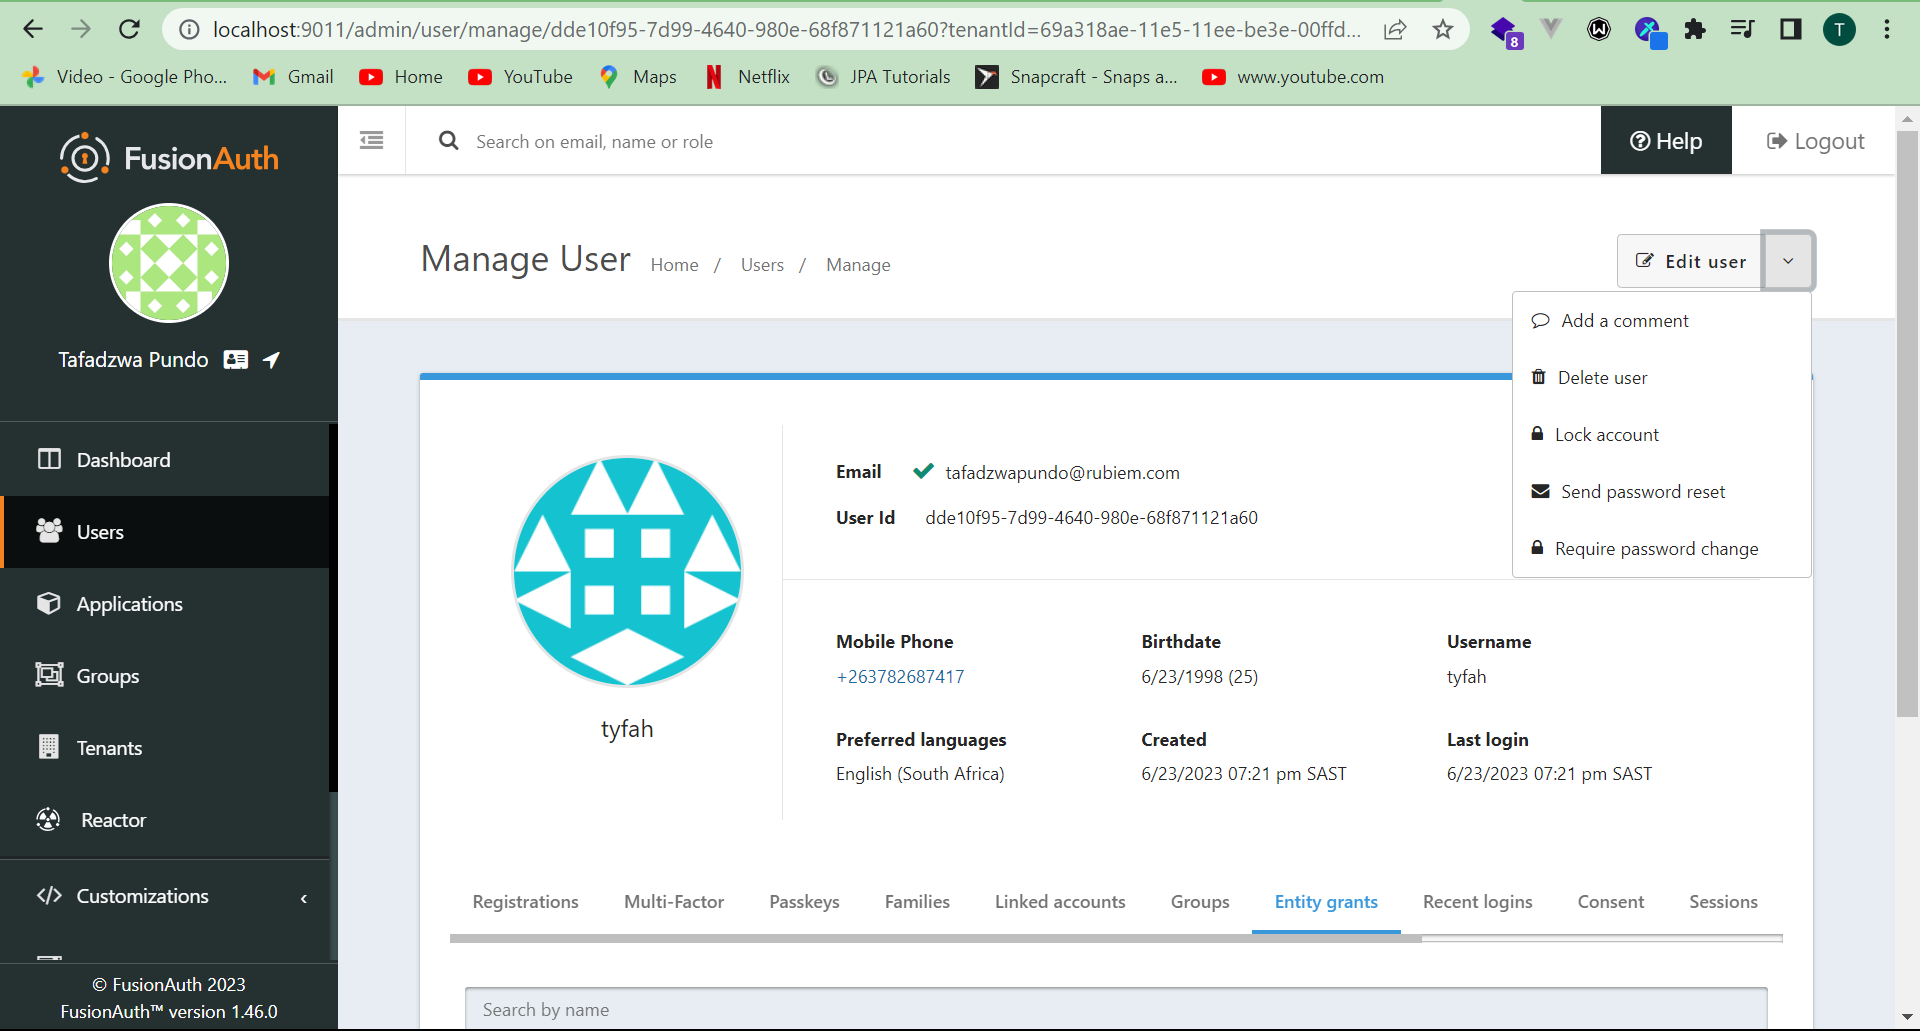 localhost:9011/admin/user/manage/dde10f95-7d99-4640-980e-68f871121a60?tenantId=69a318ae-11e5-11ee-be3e-00ffd...
8
T
Video - Google Pho...
Gmail
Home
YouTube
Maps
Netflix
JPA Tutorials
Snapcraft - Snaps a...
www.youtube.com
FusionAuth
Search on email, name or role
Help
Logout
Tafadzwa Pundo
Dashboard
Users
Applications
Groups
Tenants
Reactor
Customizations
© FusionAuth 2023
FusionAuth™ version 1.46.0
Manage User
Home / Users / Manage
Edit user
Add a comment
Delete user
Lock account
Send password reset
Require password change
tyfah
Email tafadzwapundo@rubiem.com
User Id dde10f95-7d99-4640-980e-68f871121a60
Mobile Phone
+263782687417
Birthdate
6/23/1998 (25)
Username
tyfah
Preferred languages
English (South Africa)
Created
6/23/2023 07:21 pm SAST
Last login
6/23/2023 07:21 pm SAST
Registrations
Multi-Factor
Passkeys
Families
Linked accounts
Groups
Entity grants
Recent logins
Consent
Sessions
Search by name